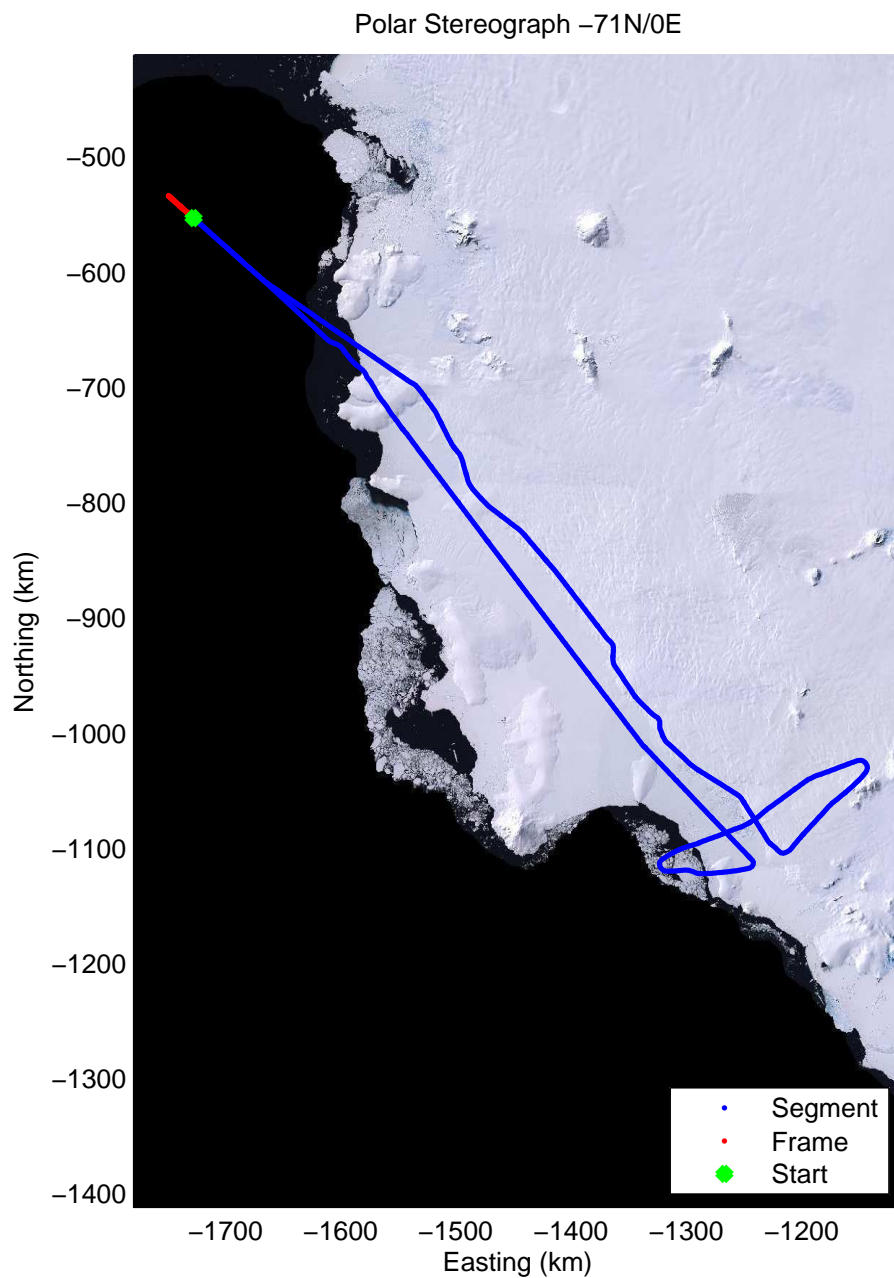 Polar Stereograph −71N/0E
−500
−600
−700
−800
−900
−1000
−1100
−1200
−1300
−1400
Northing (km)
−1700 −1600 −1500 −1400 −1300 −1200
Easting (km)
Segment
Frame
Start